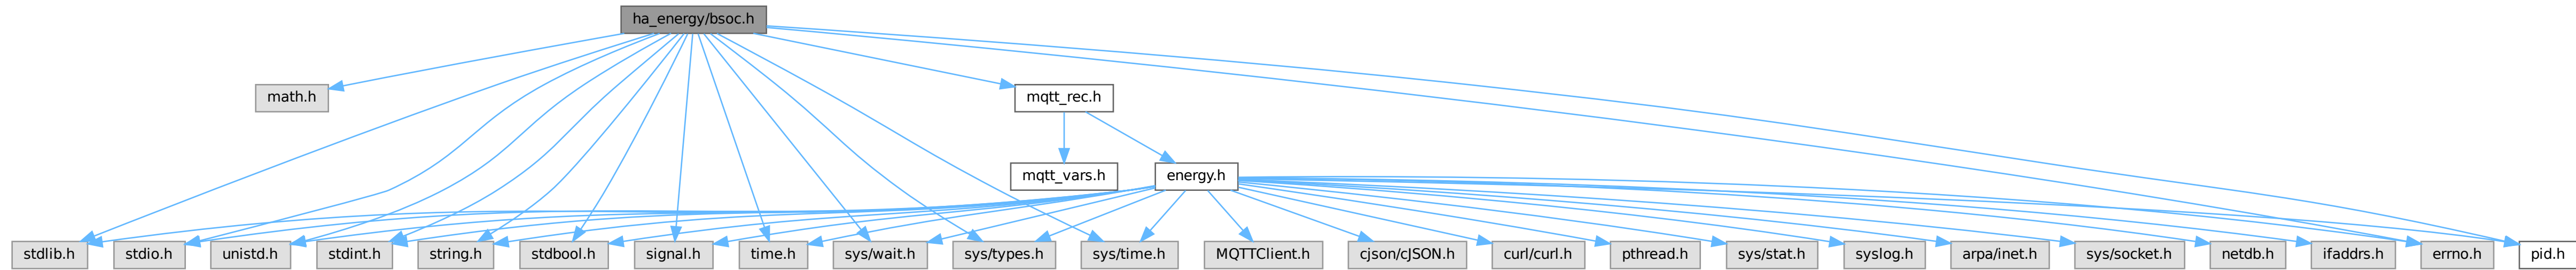 ha_energy/bsoc.h
math.h
mqtt_rec.h
mqtt_vars.h
energy.h
stdlib.h
stdio.h
unistd.h
stdint.h
string.h
stdbool.h
signal.h
time.h
sys/wait.h
sys/types.h
sys/time.h
MQTTClient.h
cjson/cJSON.h
curl/curl.h
pthread.h
sys/stat.h
syslog.h
arpa/inet.h
sys/socket.h
netdb.h
ifaddrs.h
errno.h
pid.h